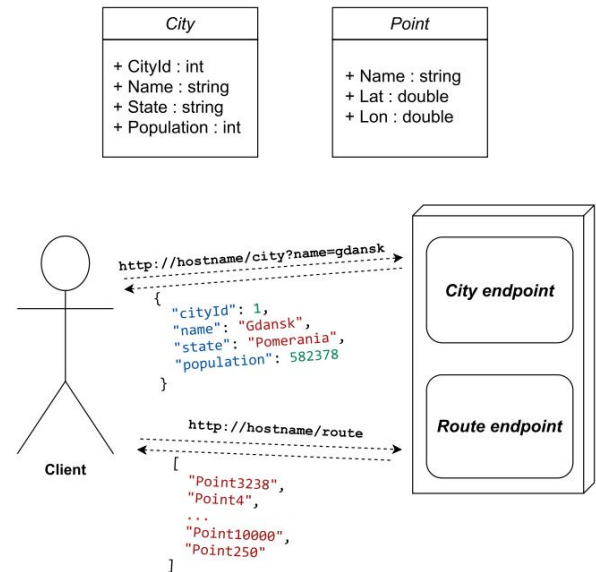 City
+ CityId : int
+ Name : string
+ State : string
+ Population : int
Point
+ Name : string
+ Lat : double
+ Lon : double
http://hostname/city?name=gdansk
{
"cityId": 1,
"name": "Gdansk",
"state": "Pomerania",
"population": 582378
}
City endpoint
http://hostname/route
[
"Point3238",
"Point4",
...
"Point10000",
"Point250"
]
Route endpoint
Client